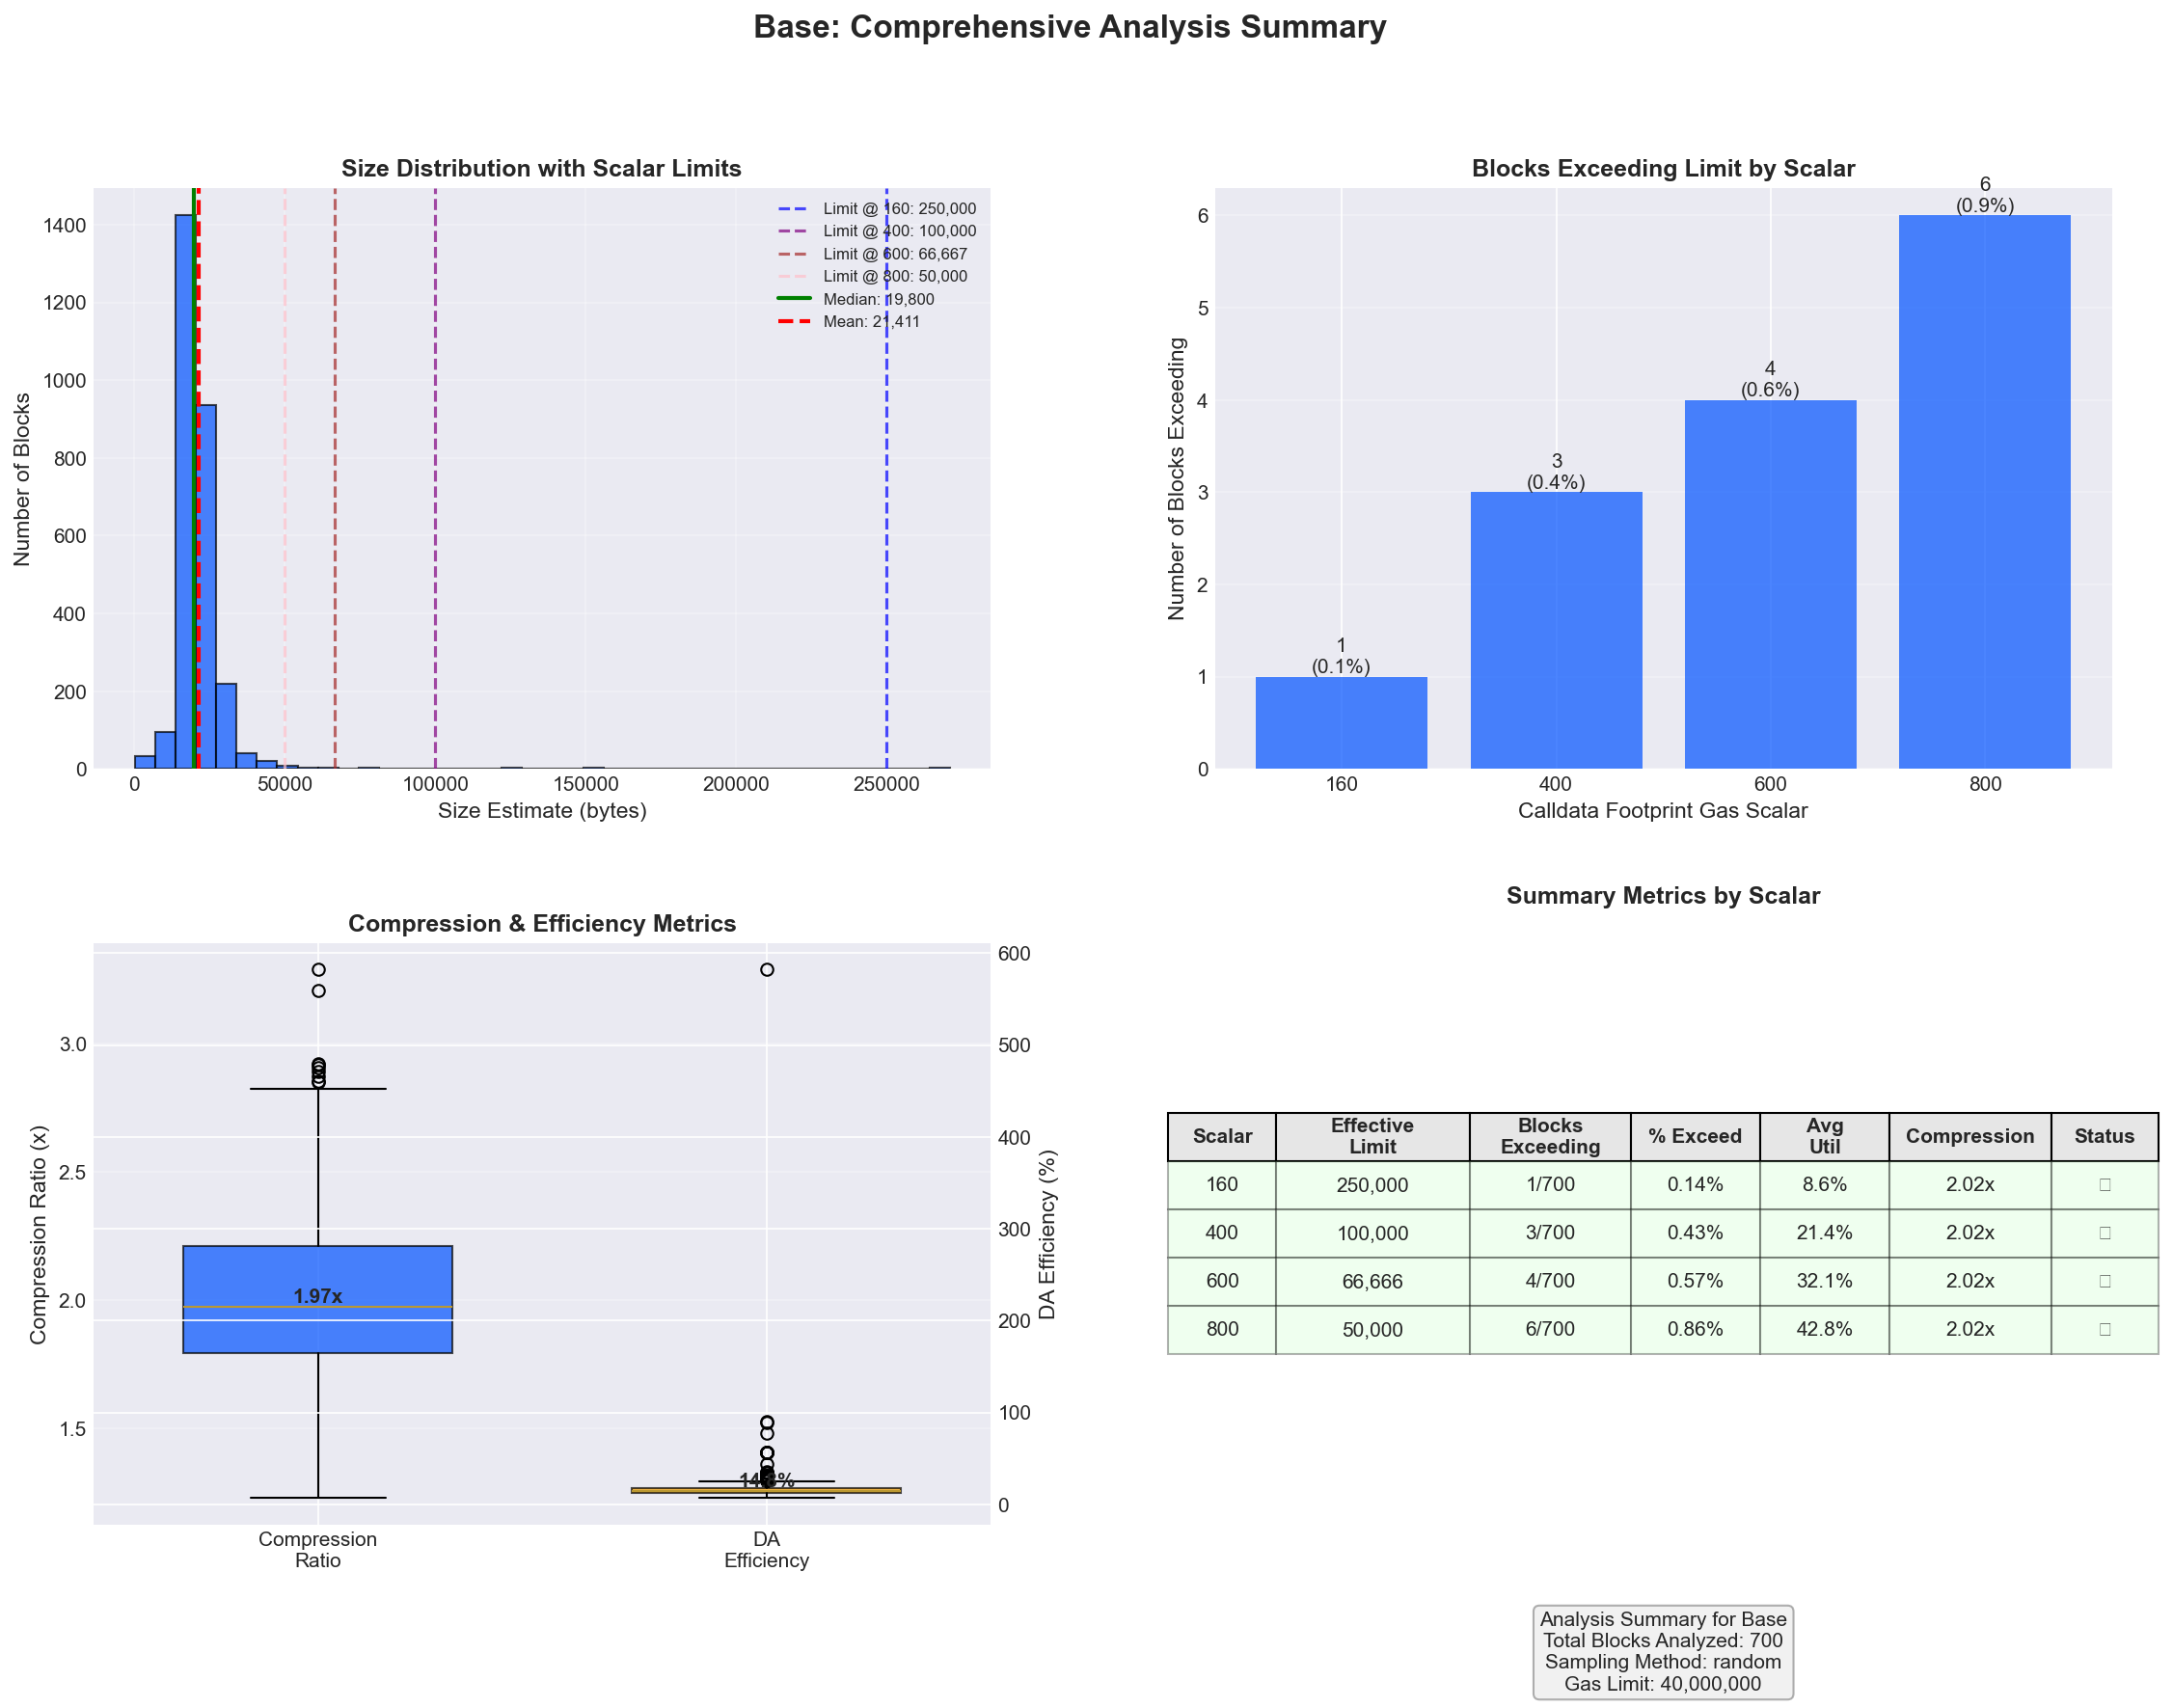 Base: Comprehensive Analysis Summary
Size Distribution with Scalar Limits
Number of Blocks
1400
1200
1000
800
600
400
200
0
Limit @ 160: 250,000
Limit @ 400: 100,000
Limit @ 600: 66,667
Limit @ 800: 50,000
Median: 19,800
Mean: 21,411
0 50000 100000 150000 200000 250000
Size Estimate (bytes)
Blocks Exceeding Limit by Scalar
Number of Blocks Exceeding
6
5
4
3
2
1
0
1
(0.1%)
3
(0.4%)
4
(0.6%)
6
(0.9%)
160 400 600 800
Calldata Footprint Gas Scalar
Compression & Efficiency Metrics
Compression Ratio (x)
3.0
2.5
2.0
1.5
1.97x
600
500
400
300
200
100
0
DA Efficiency (%)
Compression
Ratio
DA
Efficiency
Summary Metrics by Scalar
Scalar Effective Limit Blocks Exceeding % Exceed Avg Util Compression Status
160 250,000 1/700 0.14% 8.6% 2.02x
400 100,000 3/700 0.43% 21.4% 2.02x
600 66,666 4/700 0.57% 32.1% 2.02x
800 50,000 6/700 0.86% 42.8% 2.02x
Analysis Summary for Base
Total Blocks Analyzed: 700
Sampling Method: random
Gas Limit: 40,000,000